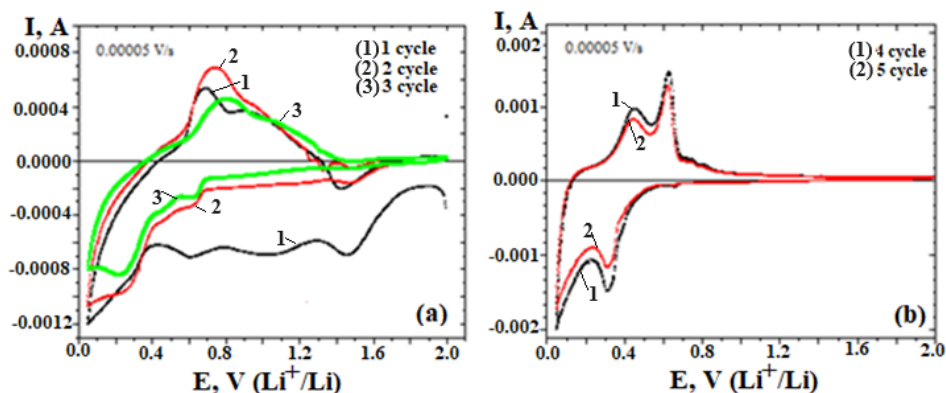 I, A
0.0008
0.0004
0.0000
-0.0004
-0.0008
-0.0012
0.00005 V/s
(1) 1 cycle
(2) 2 cycle
(3) 3 cycle
2
1
3
3
2
1
(a)
0.0 0.4 0.8 1.2 1.6 2.0
E, V (Li⁺/Li)
I, A
0.002
0.001
0.000
-0.001
-0.002
0.00005 V/s
(1) 4 cycle
(2) 5 cycle
1
2
2
1
(b)
0.0 0.4 0.8 1.2 1.6 2.0
E, V (Li⁺/Li)